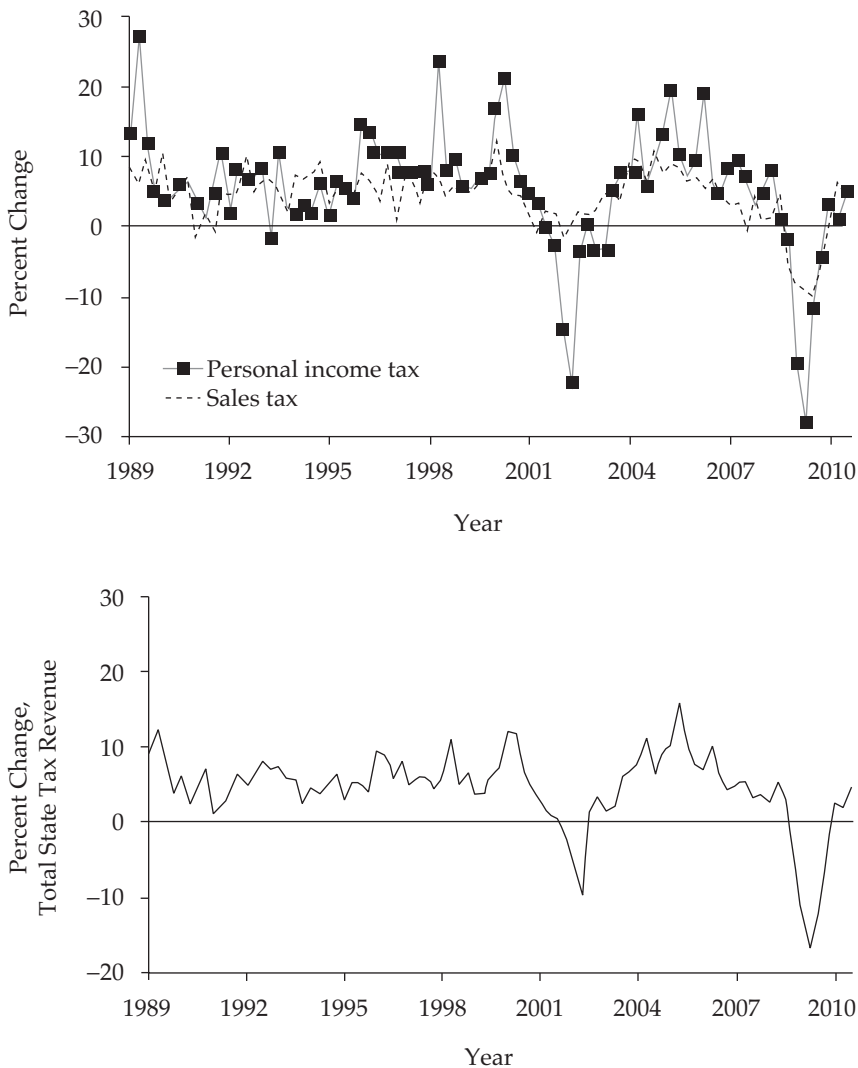 30
20
10
0
–10
–20
–30
Percent Change
Personal income tax
Sales tax
1989 1992 1995 1998 2001 2004 2007 2010
Year
30
20
10
0
–10
–20
Percent Change,
Total State Tax Revenue
1989 1992 1995 1998 2001 2004 2007 2010
Year